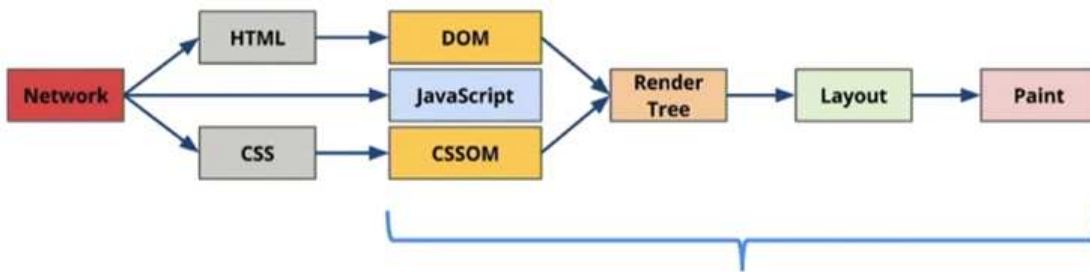 HTML
DOM
Network
JavaScript
Render
Tree
Layout
Paint
CSS
CSSOM